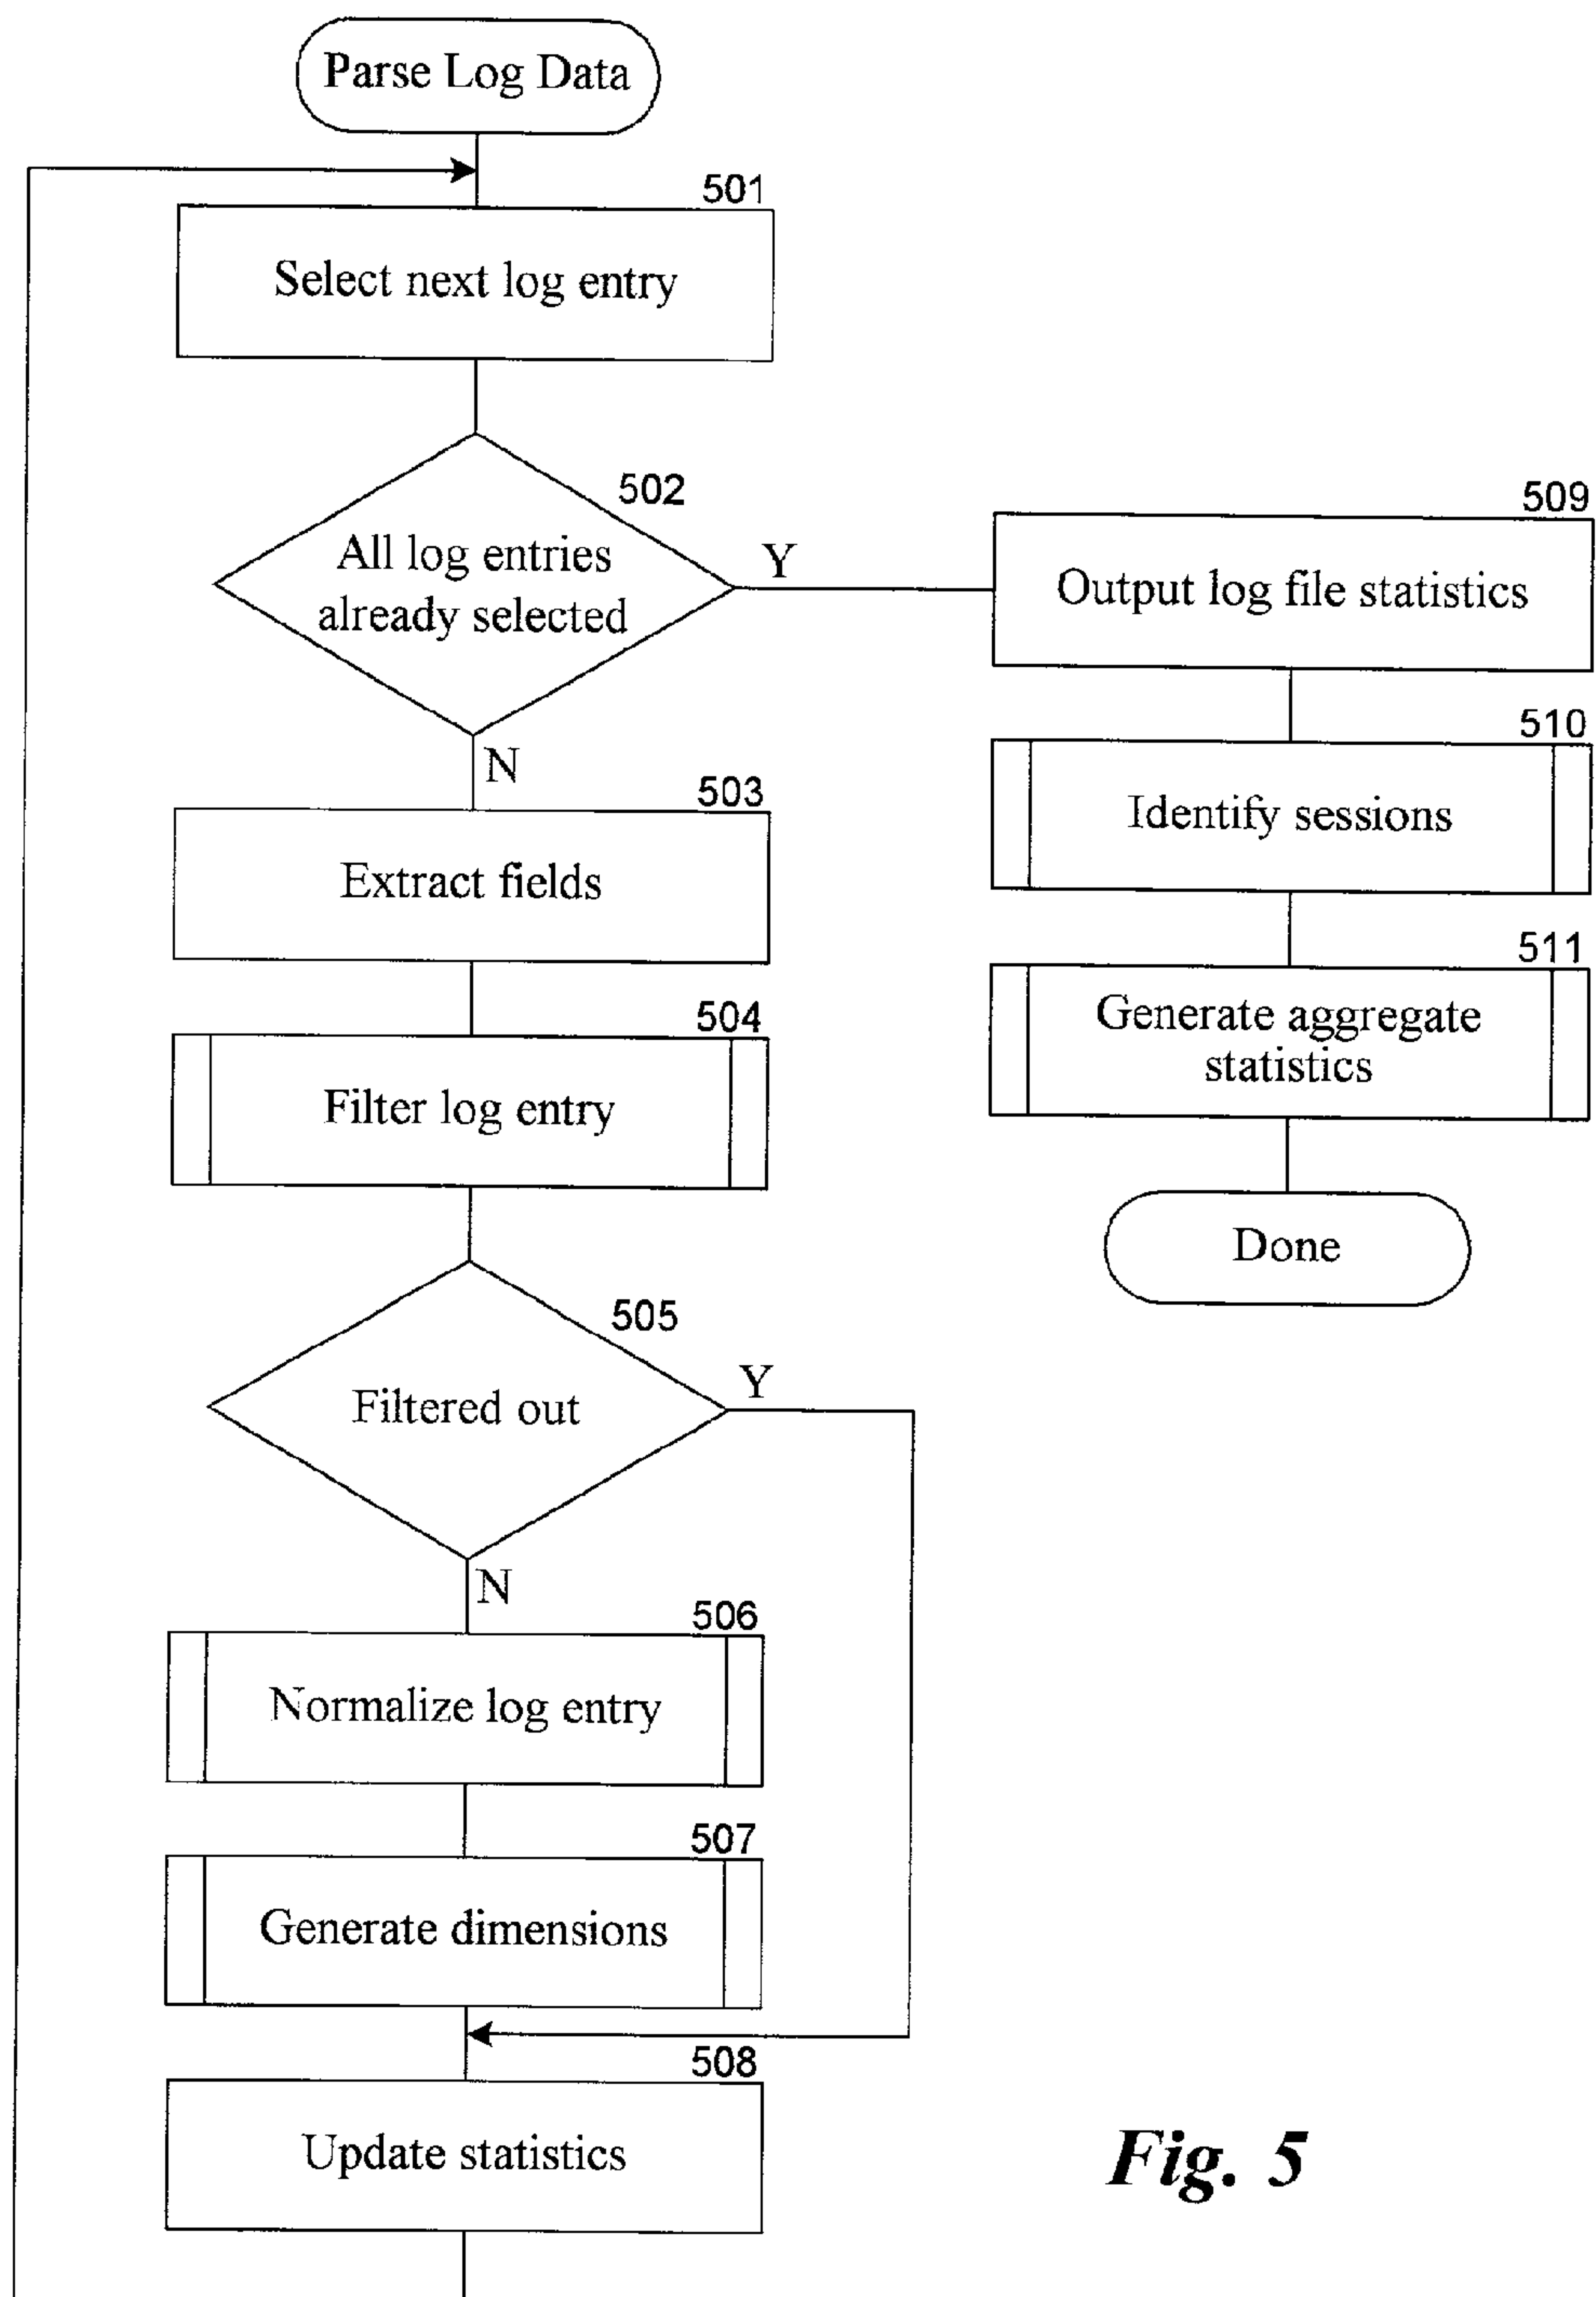 Parse Log Data
501
Select next log entry
502
All log entries
already selected
Y
N
503
Extract fields
504
Filter log entry
505
Filtered out
Y
N
506
Normalize log entry
507
Generate dimensions
508
Update statistics
509
Output log file statistics
510
Identify sessions
511
Generate aggregate
statistics
Done
Fig. 5